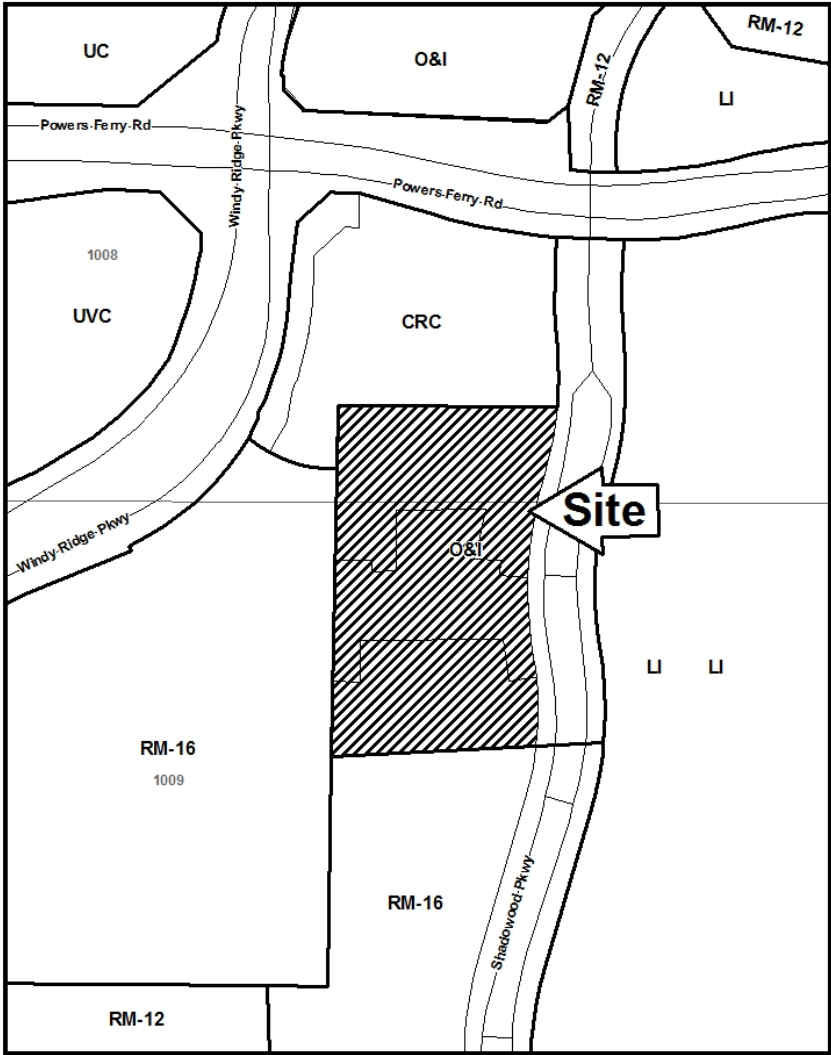 RM-12
UC
O&I
RM-12
LI
Powers-Ferry-Rd
Windy-Ridge-Pkwy
Powers-Ferry-Rd
1008
UVC
CRC
Site
O&I
Windy-Ridge-Pkwy
LI LI
RM-16
1009
RM-16
Shadowood-Pkwy
RM-12